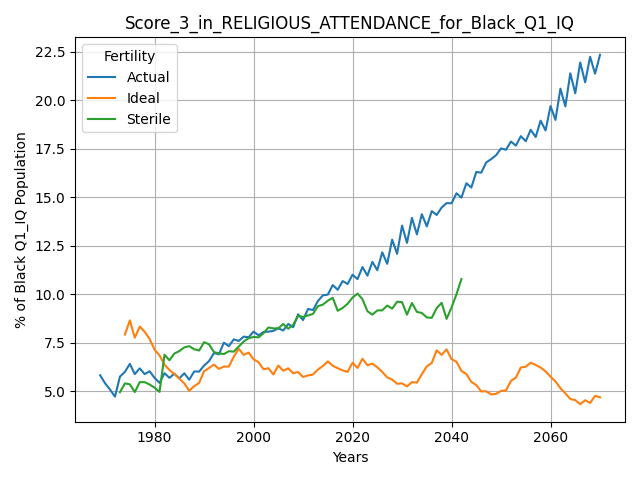 Score_3_in_RELIGIOUS_ATTENDANCE_for_Black_Q1_IQ
Fertility
Actual
Ideal
Sterile
% of Black Q1_IQ Population
22.5
20.0
17.5
15.0
12.5
10.0
7.5
5.0
1980
2000
2020
2040
2060
Years